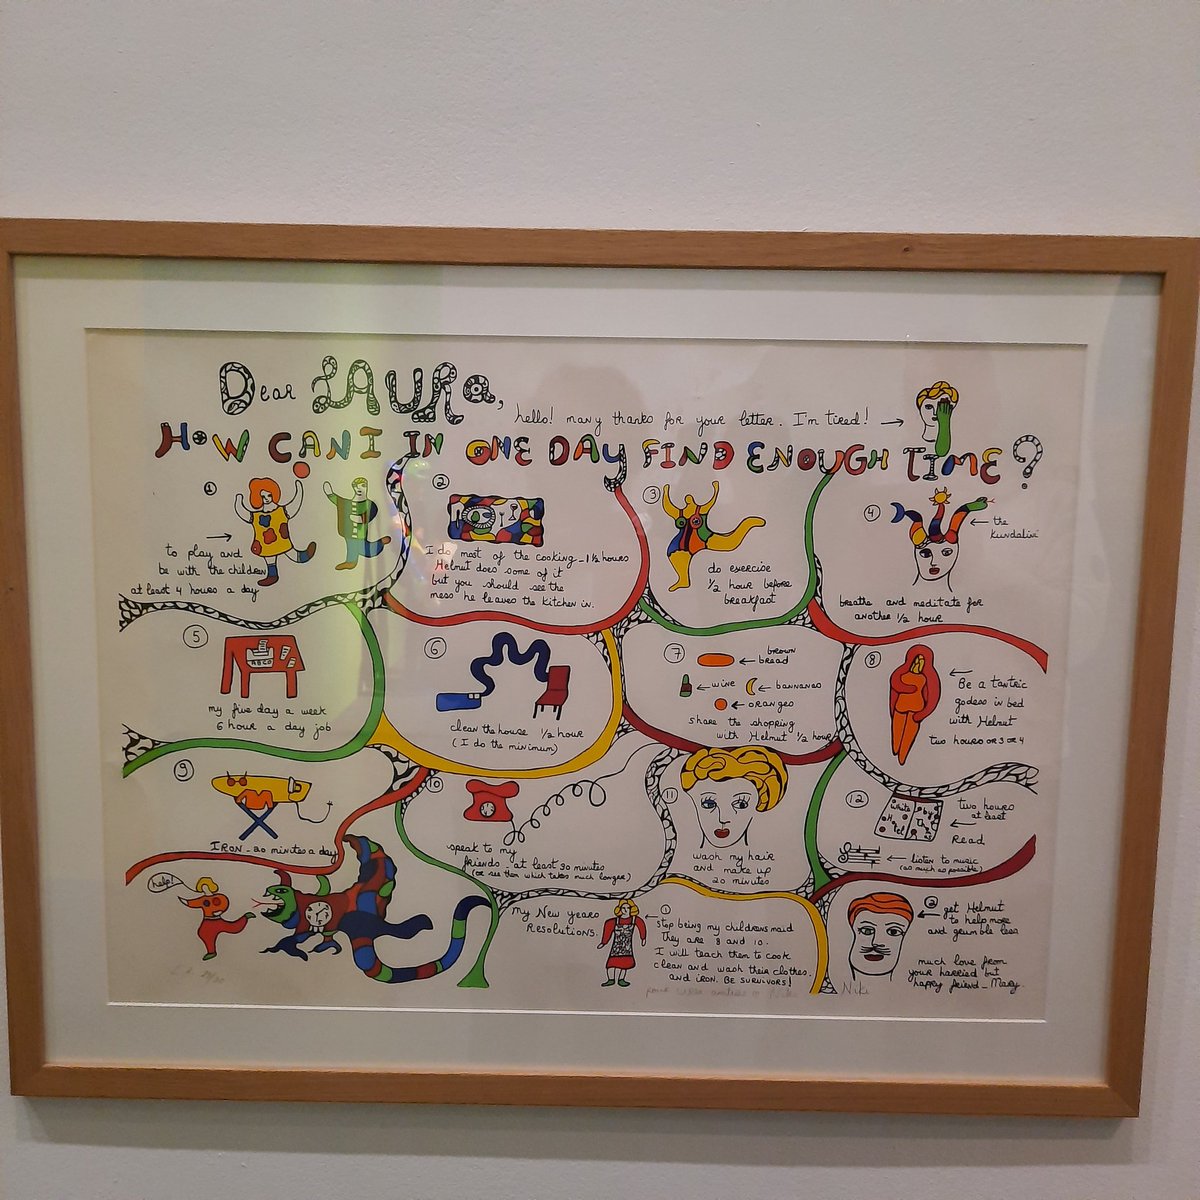 Dear LAURa,
hello! many thanks for your letter. I'm tired!
HOW CAN I IN ONE DAY FIND ENOUGH TIME?
1
to play and
be with the children
at least 4 hours a day
2
I do most of the cooking - 1½ hours
Helmut does some of it
but you should see the
mess he leaves the kitchen in.
3
do exercise
½ hour before
breakfast
4
the
kundalini
breathe and meditate for
another ½ hour
5
ABCD
my five day a week
6 hour a day job
6
clean the house ½ hour
(I do the minimum)
7
brown
bread
wine
bannanas
oranges
share the shopping
with Helmut ½ hour
8
Be a tantric
godess in bed
with Helmut
two hours or 3 or 4
9
IRON - 20 minutes a day
help!
10
speak to my
friends - at least 30 minutes
(or see them which takes much longer)
11
wash my hair
and make up
20 minutes
12
White
by
two hours
at least
Read
listen to music
(as much as possible)
My New years
Resolutions.
1
Stop being my childrens maid
They are 8 and 10.
I will teach them to cook
clean and wash their clothes.
and iron. BE SURVIVORS!
2
get Helmut
to help more
and grumble less
much love from
your harried but
happy friend - Mary.
Niki